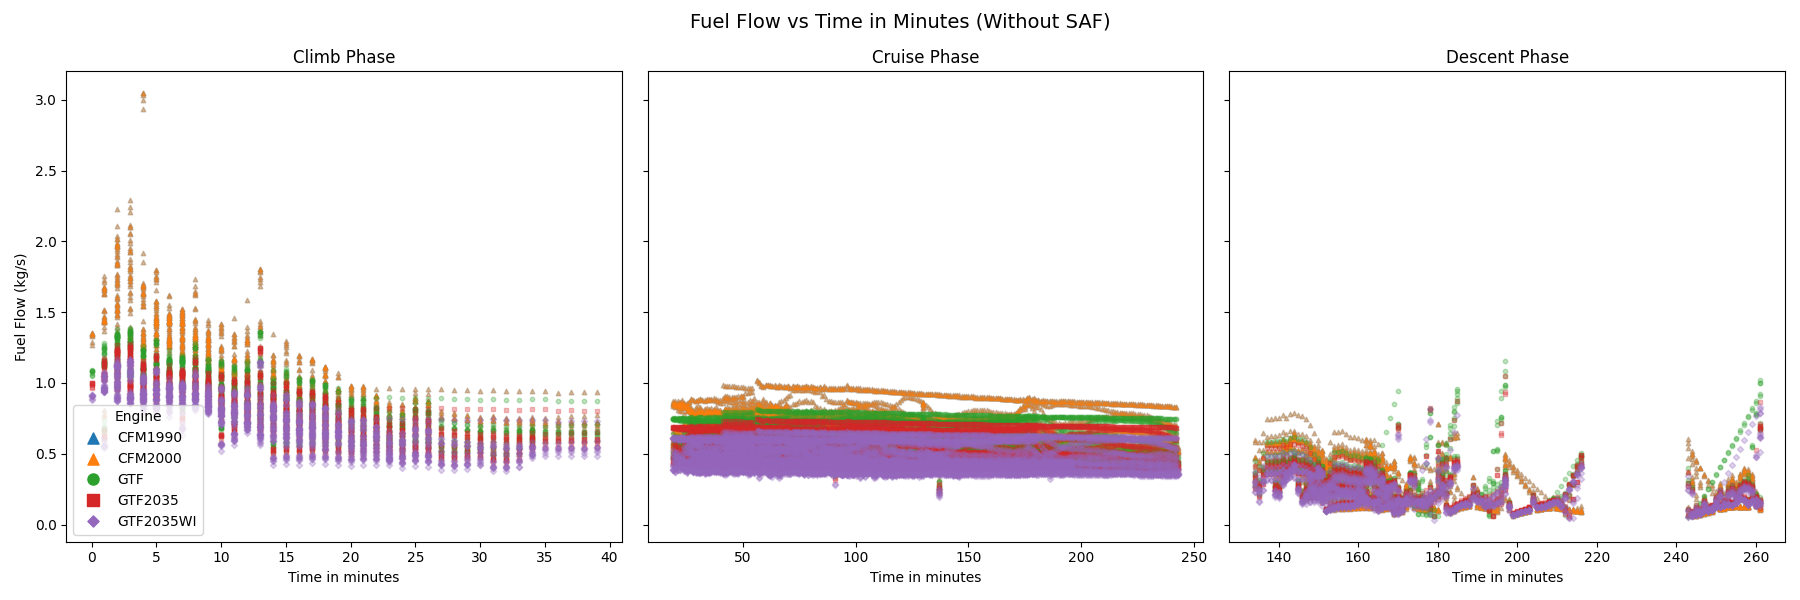 Fuel Flow vs Time in Minutes (Without SAF)
Climb Phase
Cruise Phase
Descent Phase
Fuel Flow (kg/s)
3.0
2.5
2.0
1.5
1.0
0.5
0.0
Engine
CFM1990
CFM2000
GTF
GTF2035
GTF2035WI
0 5 10 15 20 25 30 35 40
50 100 150 200 250
140 160 180 200 220 240 260
Time in minutes
Time in minutes
Time in minutes